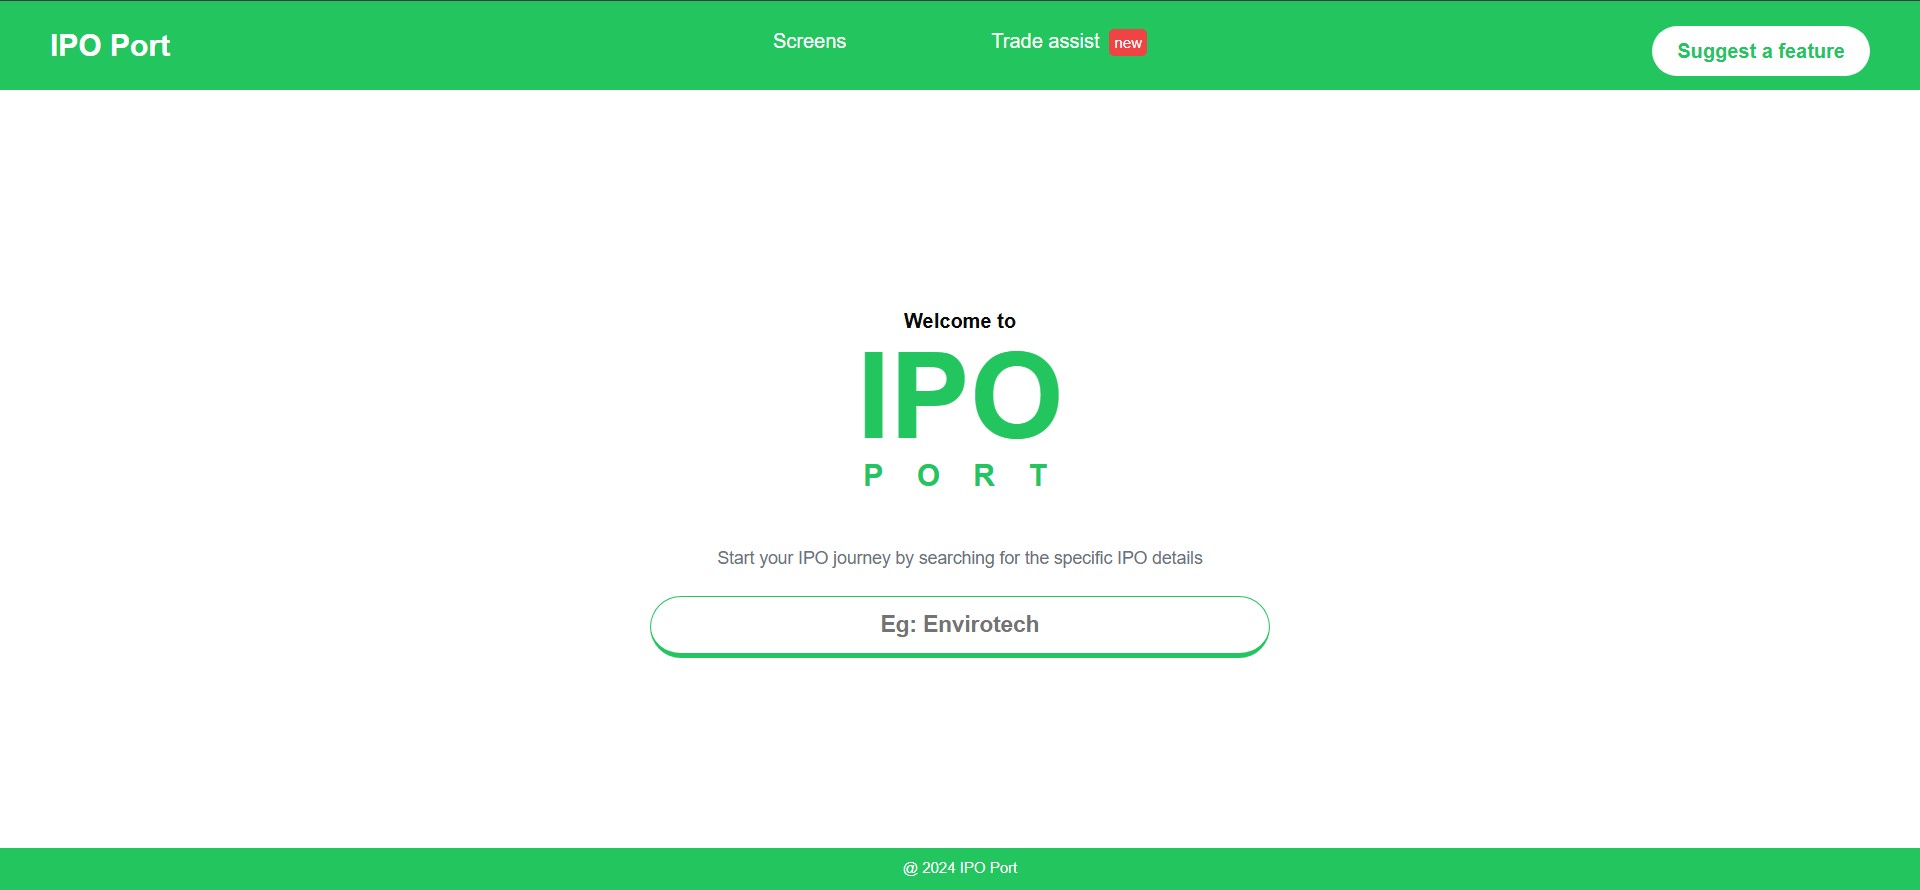 IPO Port
Screens
Trade assist new
Suggest a feature
Welcome to
IPO
PORT
Start your IPO journey by searching for the specific IPO details
Eg: Envirotech
@ 2024 IPO Port